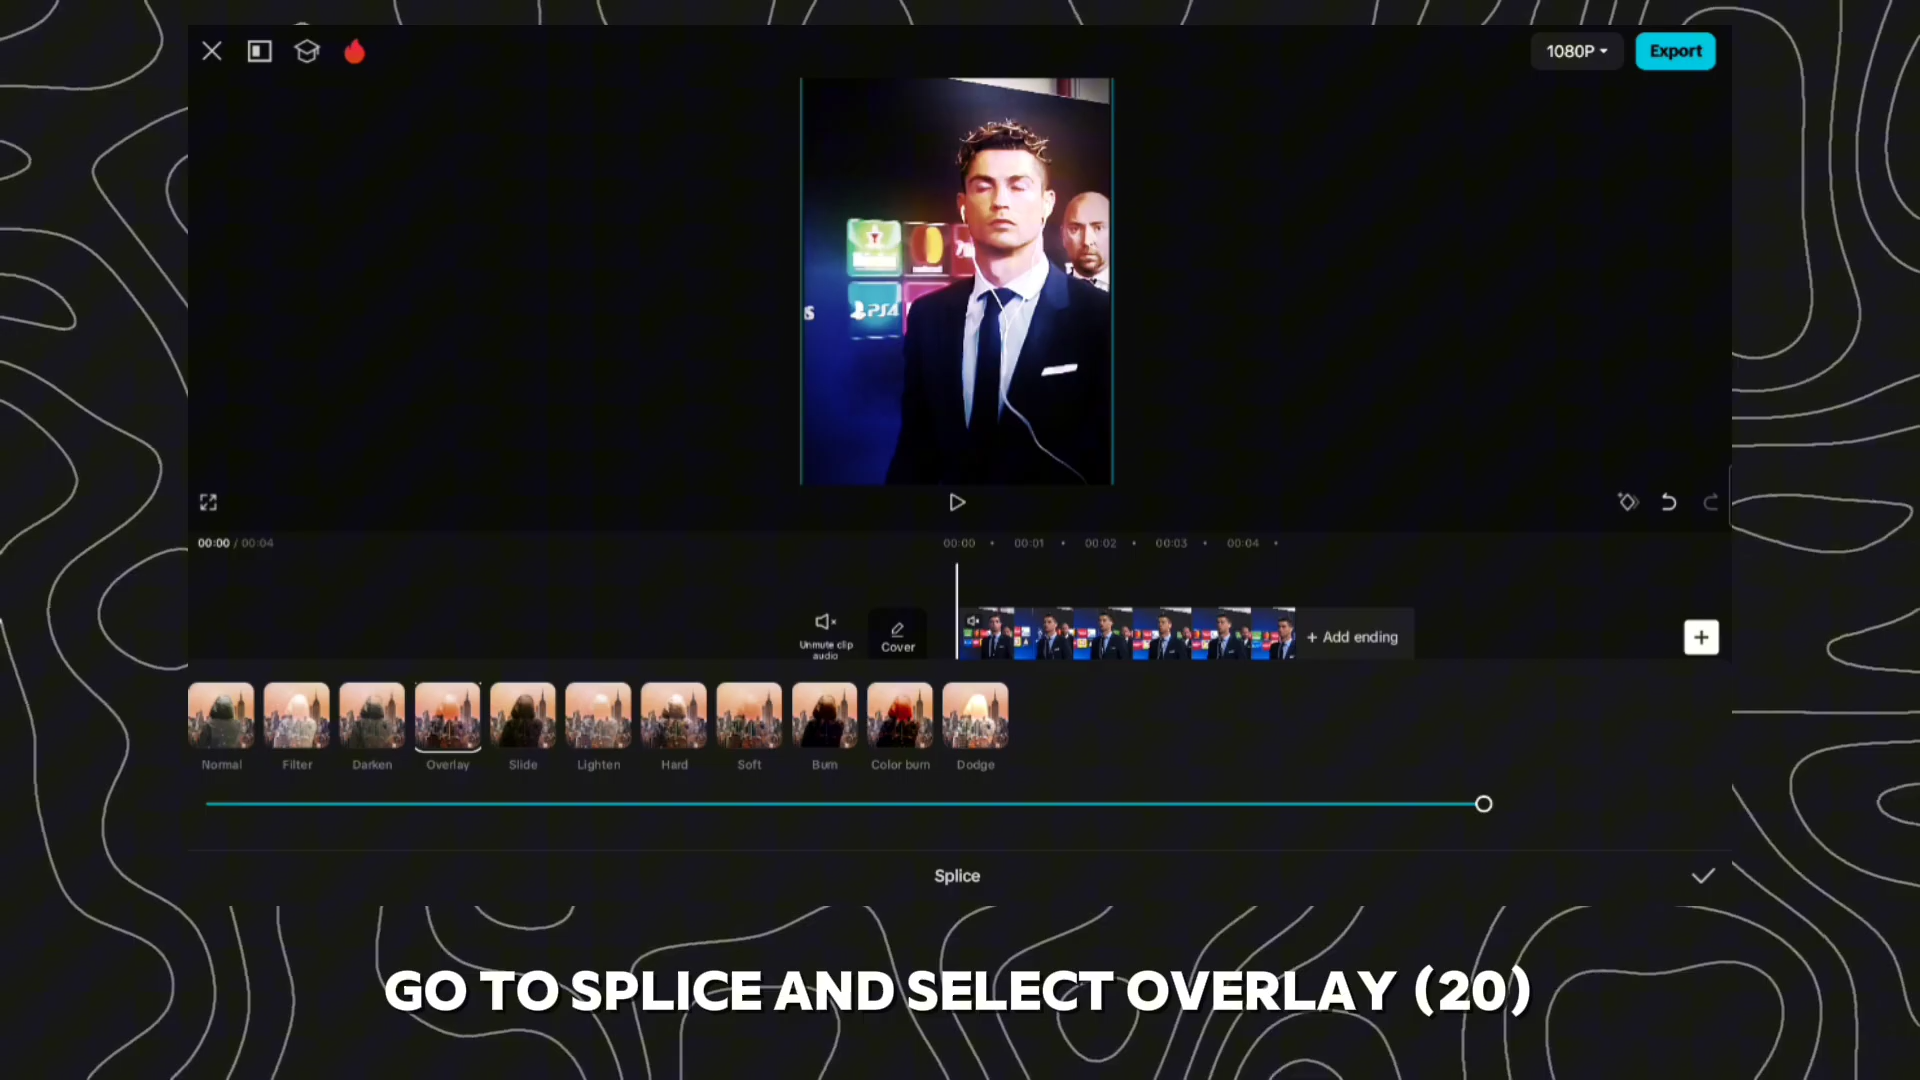 1080P
Export
S
PS4
00:00 / 00:04
00:00
00:01
00:02
00:03
00:04
Unmute clip
audio
Cover
+ Add ending
Normal
Filter
Darken
Overlay
Slide
Lighten
Hard
Soft
Burn
Color burn
Dodge
Splice
GO TO SPLICE AND SELECT OVERLAY (20)